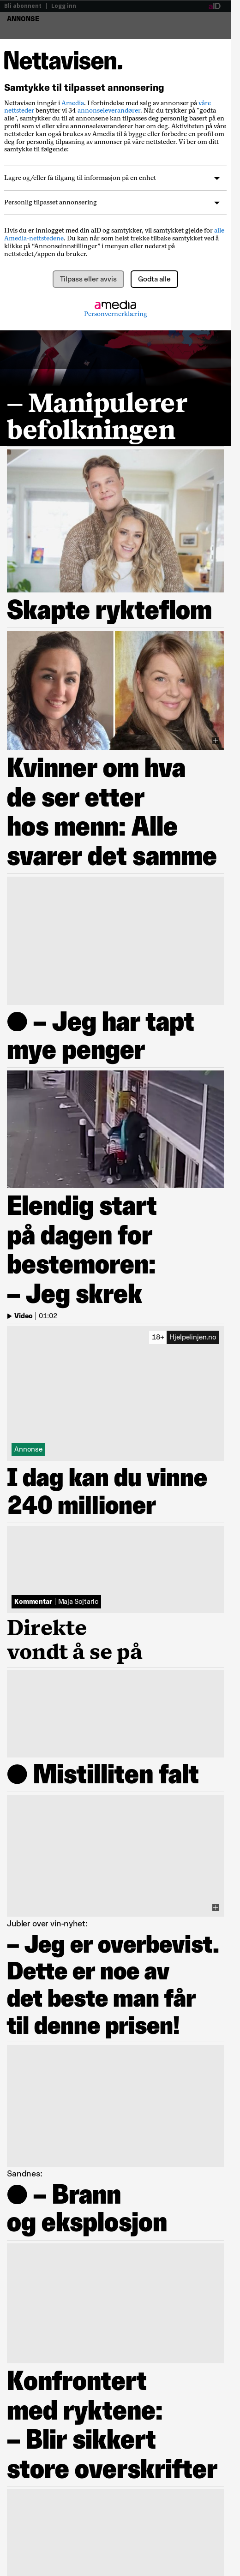 Bli abonnent | Logg inn
aID
ANNONSE
Nettavisen.
Samtykke til tilpasset annonsering
Nettavisen inngår i Amedia. I forbindelse med salg av annonser på våre
nettsteder benytter vi 34 annonseleverandører. Når du trykker på "godta
alle", samtykker du til at annonsører kan tilby deg personlig basert på en
profil som vi eller våre annonseleverandører har om deg. Aktiviteten på våre
nettsteder kan også brukes av Amedia til å bygge eller forbedre en profil om
deg for personlig tilpasning av annonser på våre nettsteder. Vi ber om ditt
samtykke til følgende:
Lagre og/eller få tilgang til informasjon på en enhet
Personlig tilpasset annonsering
Hvis du er innlogget med din aID og samtykker, vil samtykket gjelde for alle
Amedia-nettstedene. Du kan når som helst trekke tilbake samtykket ved å
klikke på “Annonseinnstillinger” i menyen eller nederst på
nettstedet/appen du bruker.
Tilpass eller avvis
Godta alle
amedia
Personvernerklæring
– Manipulerer
befolkningen
Skapte rykteflom
Kvinner om hva
de ser etter
hos menn: Alle
svarer det samme
– Jeg har tapt
mye penger
Elendig start
på dagen for
bestemoren:
– Jeg skrek
Video | 01:02
18+ Hjelpelinjen.no
Annonse
I dag kan du vinne
240 millioner
Kommentar | Maja Sojtaric
Direkte
vondt å se på
Mistilliten falt
Jubler over vin-nyhet:
– Jeg er overbevist.
Dette er noe av
det beste man får
til denne prisen!
Sandnes:
– Brann
og eksplosjon
Konfrontert
med ryktene:
– Blir sikkert
store overskrifter